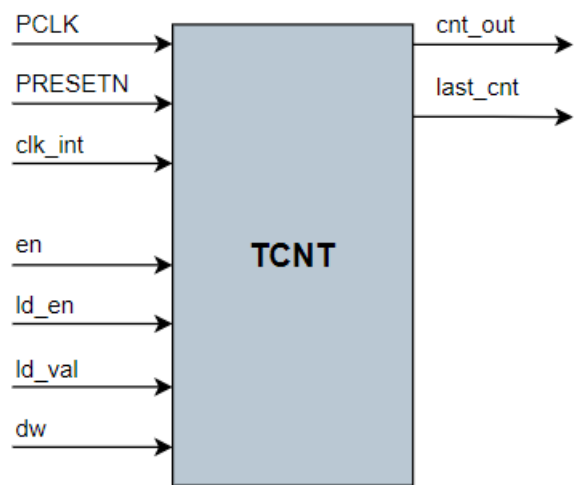 PCLK
PRESETN
clk_int
en
ld_en
ld_val
dw
TCNT
cnt_out
last_cnt